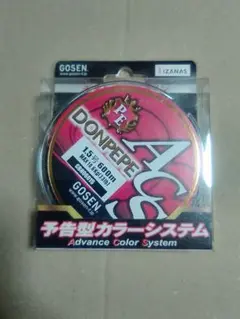 GOSEN
IZANAS
PE
DONPEPE
ACS
1.5号 600m
GOSEN
予告型カラーシステム
Advance Color System